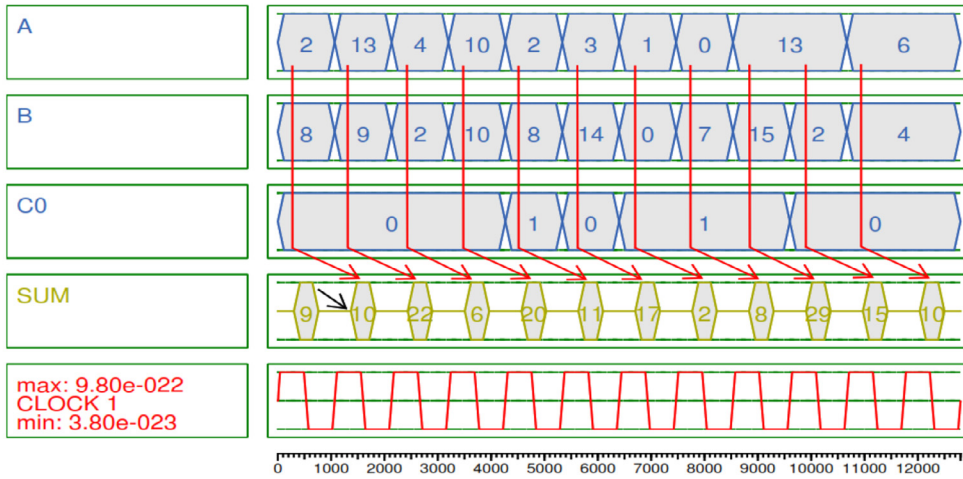 A
2 13 4 10 2 3 1 0 13 6
B
8 9 2 10 8 14 0 7 15 2 4
C0
0 1 0 1 0
SUM
9 10 22 6 20 11 17 2 8 29 15 10
max: 9.80e-022
CLOCK 1
min: 3.80e-023
0 1000 2000 3000 4000 5000 6000 7000 8000 9000 10000 11000 12000